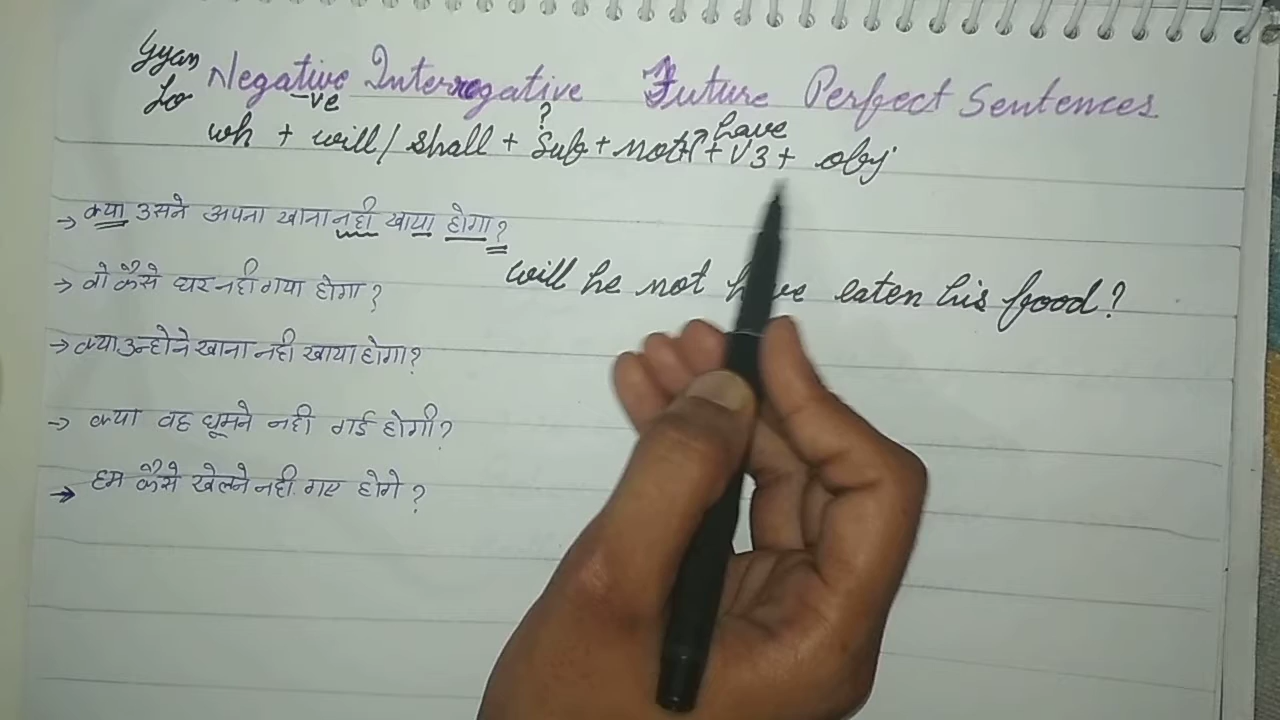 Gyan
Lo
Negative Interrogative Future Perfect Sentences
-ve ?
have
wh + will/shall + Sub + not + V3 + obj
→ क्या उसने अपना खाना नही खाया होगा?
will he not have eaten his food?
→ वो कैसे घर नही गया होगा?
→ क्या उन्होने खाना नही खाया होगा?
→ क्या वह घूमने नही गई होगी?
→ हम कैसे खेलने नही गए होगे?